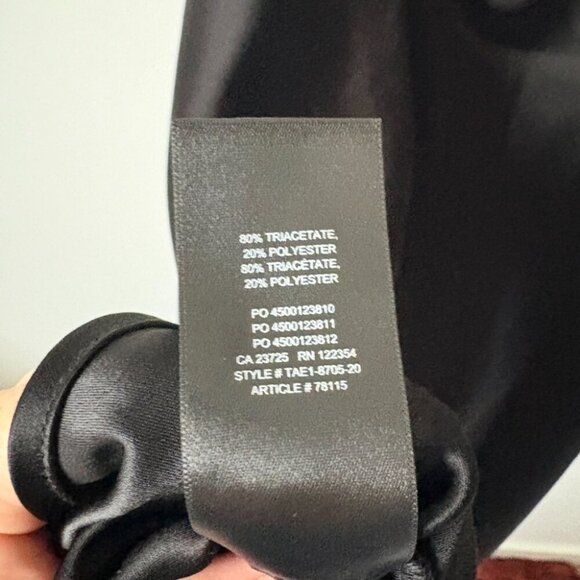 80% TRIACETATE,
20% POLYESTER
80% TRIACÉTATE,
20% POLYESTER
PO 4500123810
PO 4500123811
PO 4500123812
CA 23725 RN 122354
STYLE # TAE1-8705-20
ARTICLE # 78115